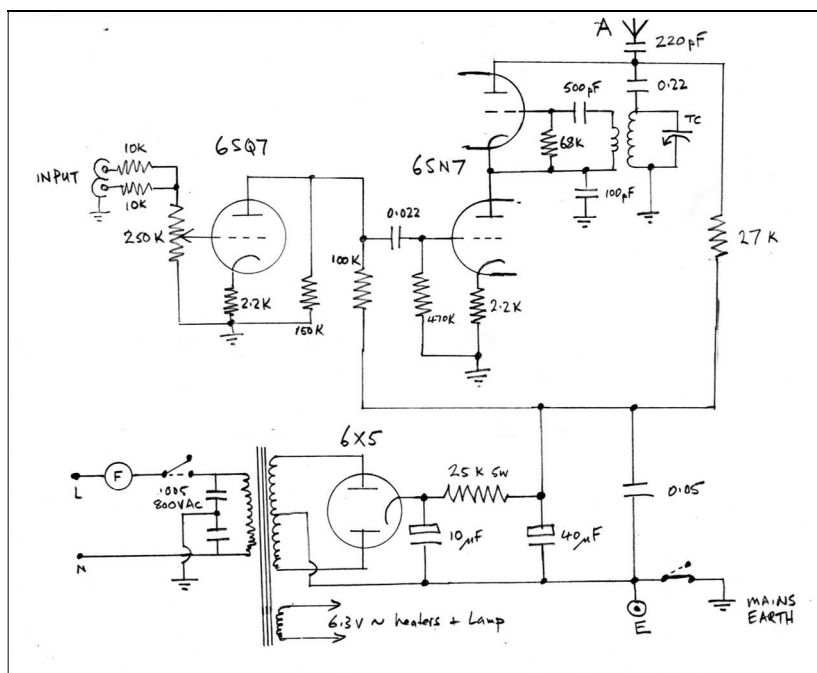 A
220pF
0.22
500pF
TC
68K
6SQ7
6SN7
10K
INPUT
10K
100pF
0.022
250K
100K
27K
2.2K
150K
470K
2.2K
6X5
25K 5W
L
F
.005
800VAC
10μF
40μF
0.05
N
6.3V ~ heaters + Lamp
E
MAINS
EARTH